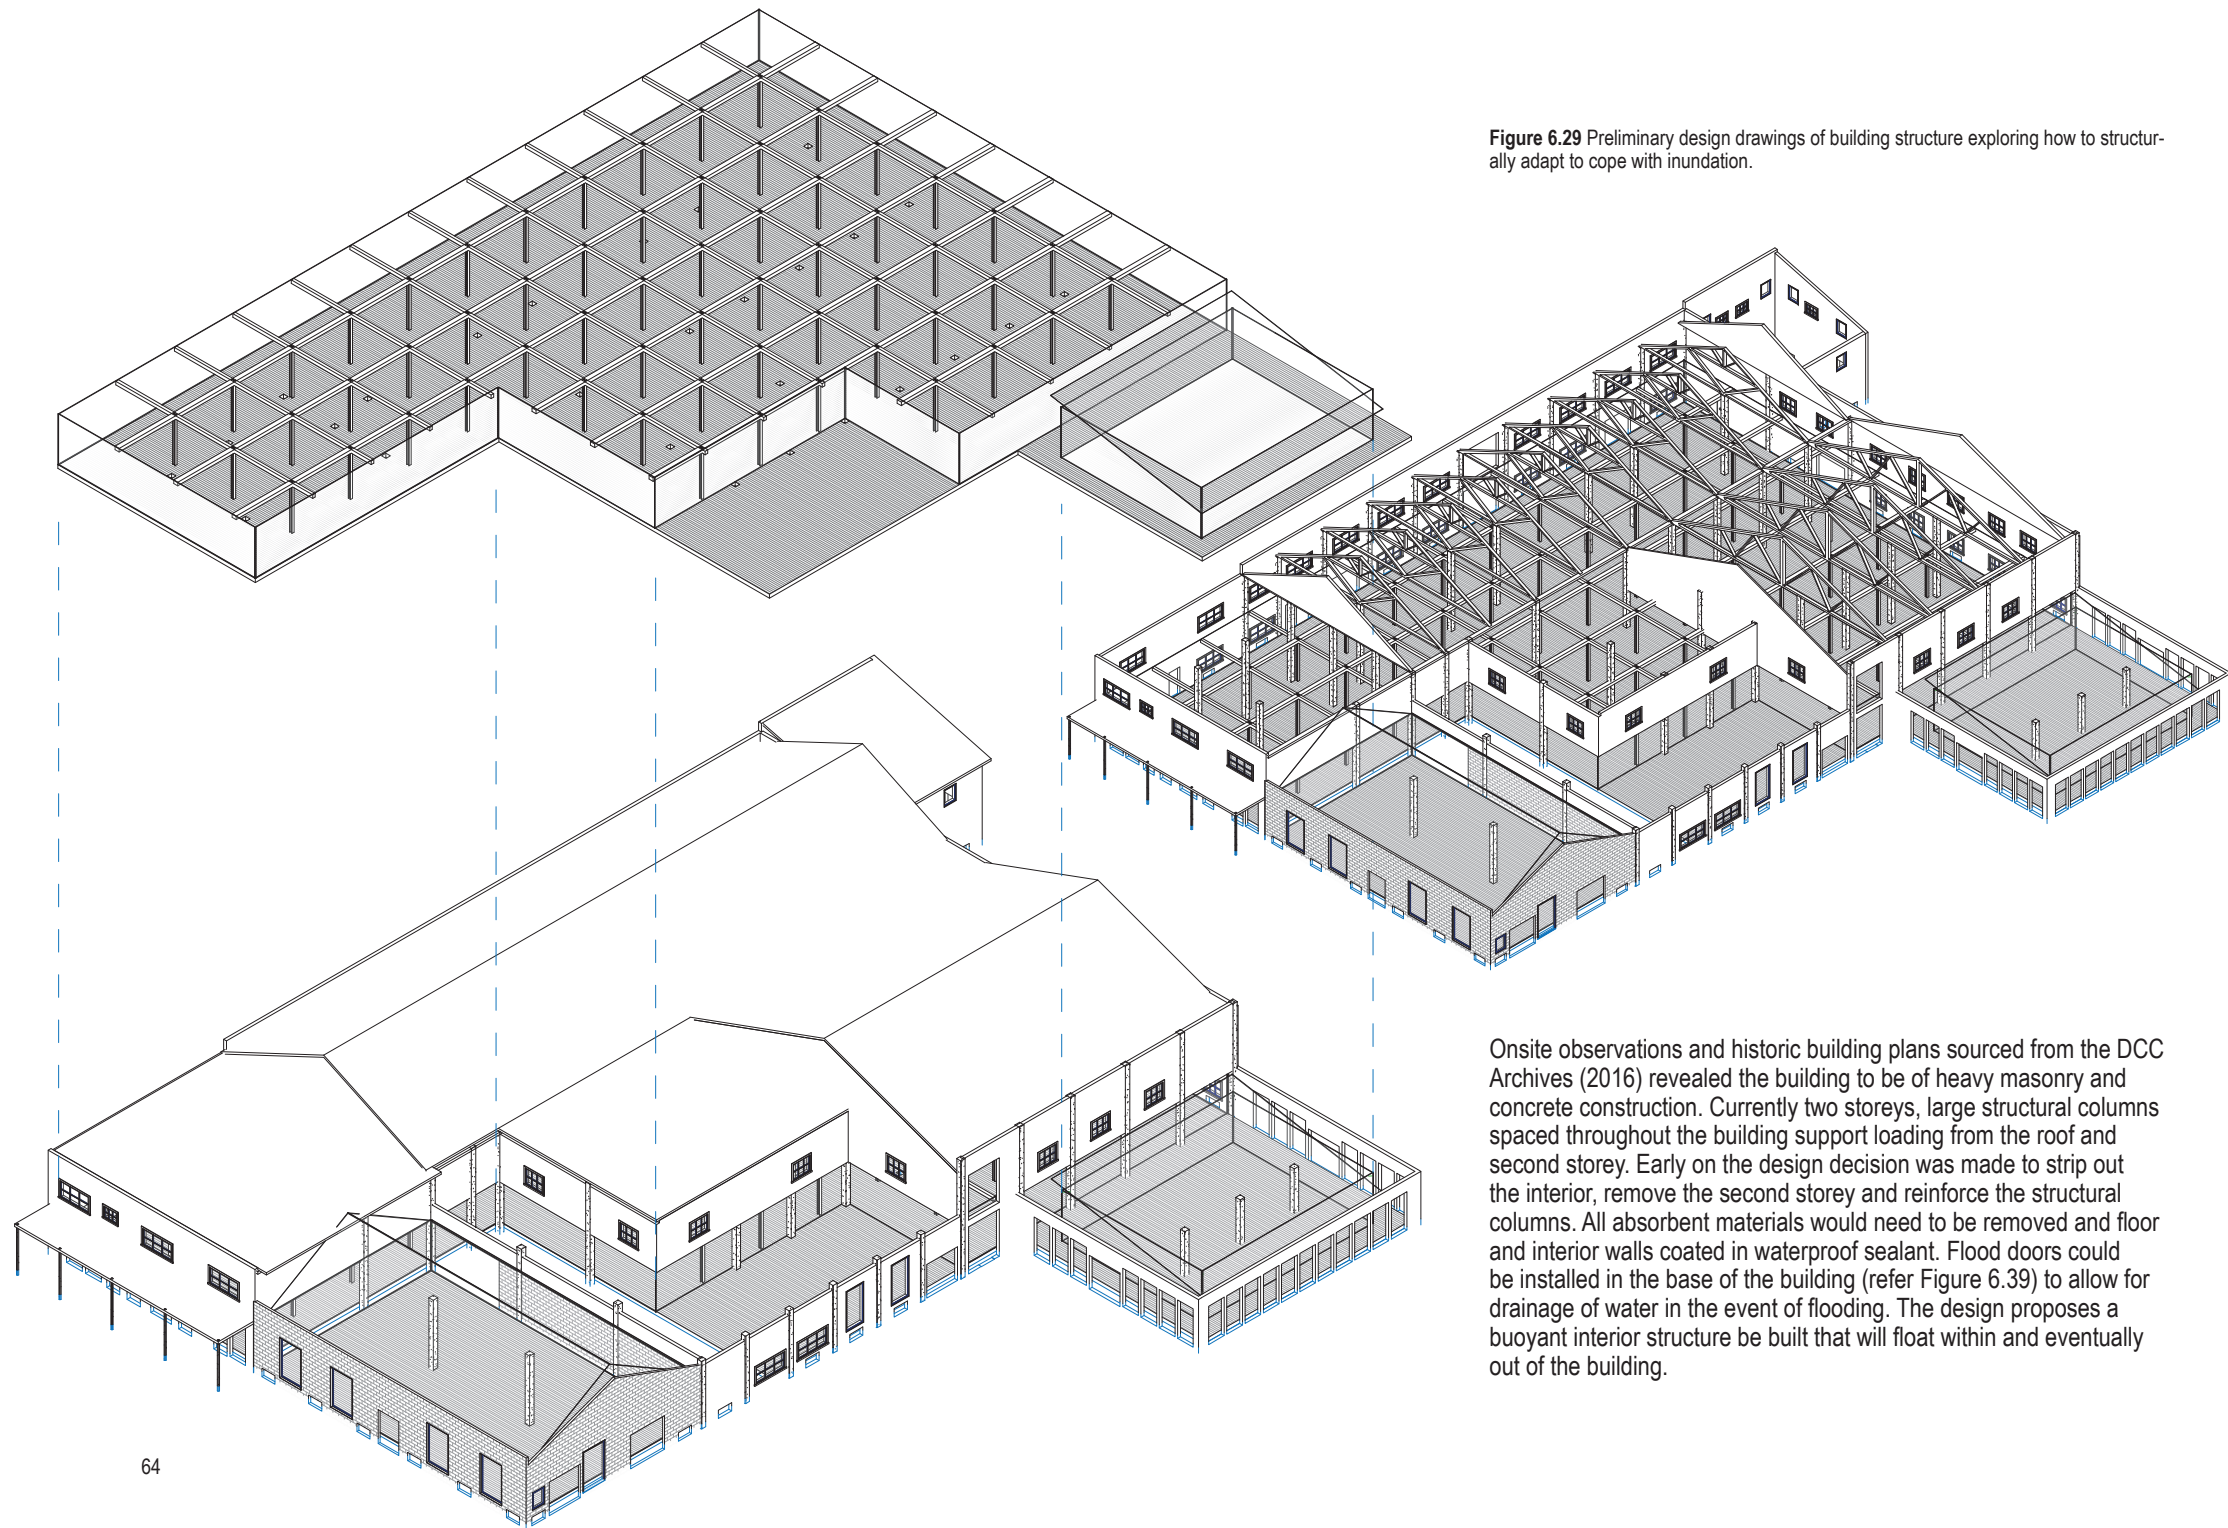 Figure 6.29 Preliminary design drawings of building structure exploring how to structur-
ally adapt to cope with inundation.
Onsite observations and historic building plans sourced from the DCC
Archives (2016) revealed the building to be of heavy masonry and
concrete construction. Currently two storeys, large structural columns
spaced throughout the building support loading from the roof and
second storey. Early on the design decision was made to strip out
the interior, remove the second storey and reinforce the structural
columns. All absorbent materials would need to be removed and floor
and interior walls coated in waterproof sealant. Flood doors could
be installed in the base of the building (refer Figure 6.39) to allow for
drainage of water in the event of flooding. The design proposes a
buoyant interior structure be built that will float within and eventually
out of the building.
64